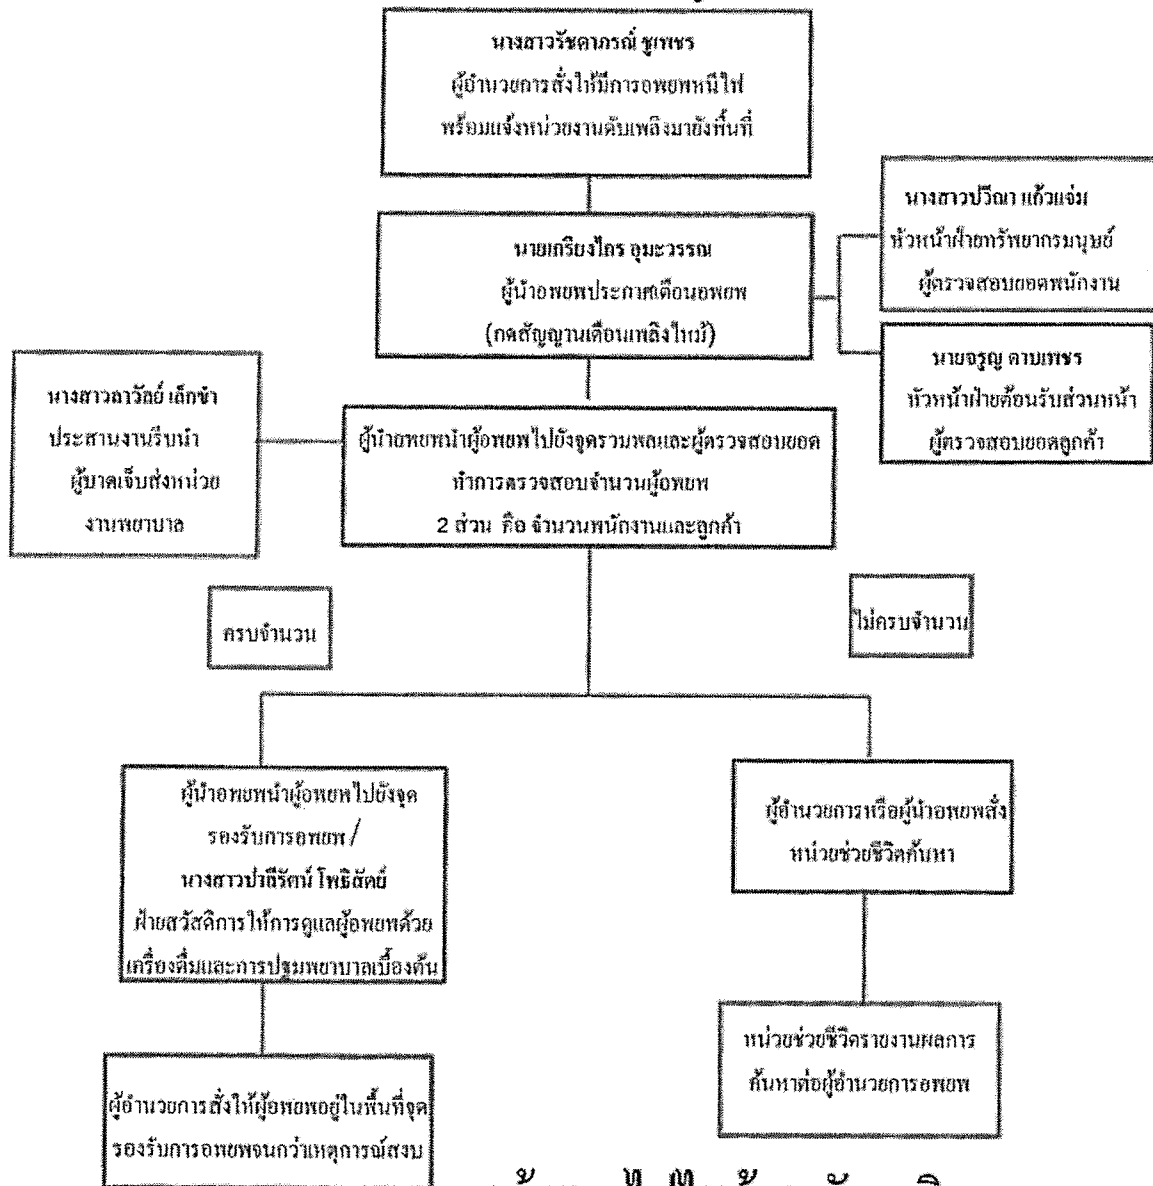 นางสาวรัชดาภรณ์ ชูเพชร
ผู้อำนวยการสั่งให้มีการอพยพหนีไฟ
พร้อมแจ้งหน่วยงานดับเพลิงมายังพื้นที่
นายเกรียงไกร อุมะวรรณ
ผู้นำอพยพประกาศเตือนอพยพ
(กดสัญญานเตือนเพลิงไหม้)
นางสาวปวีณา แก้วแจ่ม
หัวหน้าฝ่ายทรัพยากรมนุษย์
ผู้ตรวจสอบยอดพนักงาน
นายจรูญ ดาบเพชร
หัวหน้าฝ่ายต้อนรับส่วนหน้า
ผู้ตรวจสอบยอดลูกค้า
นางสาวลาวัลย์ เล็กขำ
ประสานงานรีบนำ
ผู้บาดเจ็บส่งหน่วย
งานพยาบาล
ผู้นำอพยพนำผู้อพยพไปยังจุดรวมพลและผู้ตรวจสอบยอด
ทำการตรวจสอบจำนวนผู้อพยพ
2 ส่วน คือ จำนวนพนักงานและลูกค้า
ครบจำนวน
ไม่ครบจำนวน
ผู้นำอพยพนำผู้อพยพไปยังจุด
รองรับการอพยพ /
นางสาวปาลีรัตน์ โพธิสัตย์
ฝ่ายสวัสดิการให้การดูแลผู้อพยพด้วย
เครื่องดื่มและการปฐมพยาบาลเบื้องต้น
ผู้อำนวยการหรือผู้นำอพยพสั่ง
หน่วยช่วยชีวิตค้นหา
หน่วยช่วยชีวิตรายงานผลการ
ค้นหาต่อผู้อำนวยการอพยพ
ผู้อำนวยการสั่งให้ผู้อพยพอยู่ในพื้นที่จุด
รองรับการอพยพจนกว่าเหตุการณ์สงบ